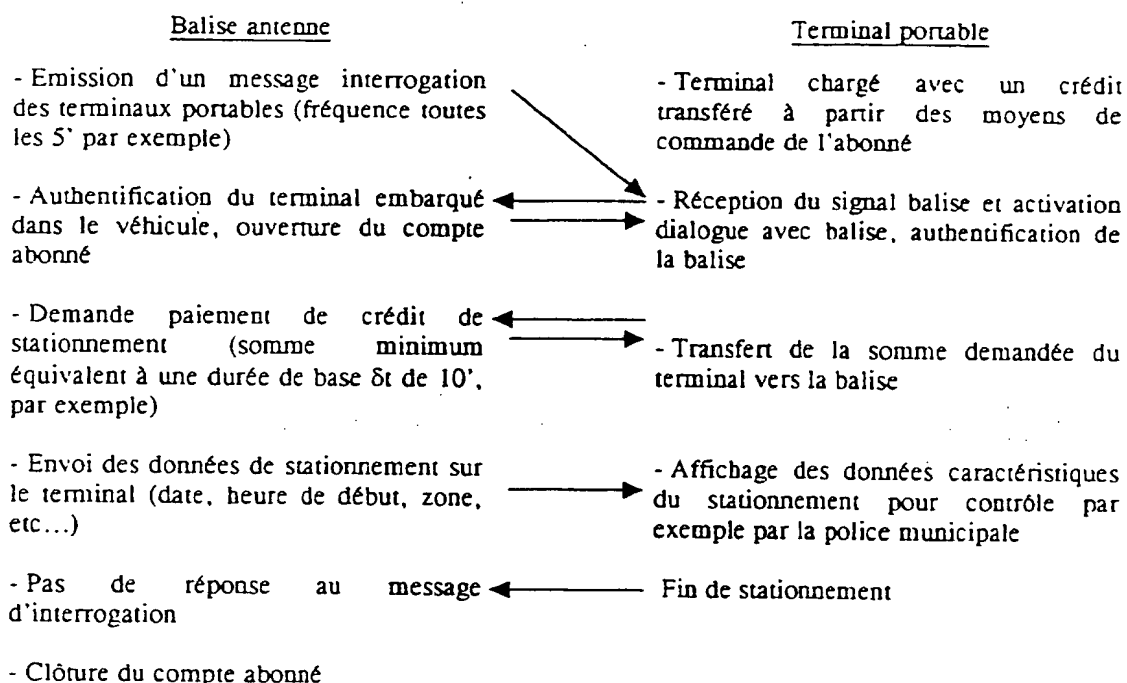 Balise antenne
Terminal portable
- Emission d'un message interrogation
des terminaux portables (fréquence toutes
les 5' par exemple)
- Terminal chargé avec un crédit
transféré à partir des moyens de
commande de l'abonné
- Authentification du terminal embarqué
dans le véhicule, ouverture du compte
abonné
- Réception du signal balise et activation
dialogue avec balise, authentification de
la balise
- Demande paiement de crédit de
stationnement (somme minimum
équivalent à une durée de base δt de 10',
par exemple)
- Transfert de la somme demandée du
terminal vers la balise
- Envoi des données de stationnement sur
le terminal (date, heure de début, zone,
etc...)
- Affichage des données caractéristiques
du stationnement pour contrôle par
exemple par la police municipale
- Pas de réponse au message
d'interrogation
Fin de stationnement
- Clôture du compte abonné